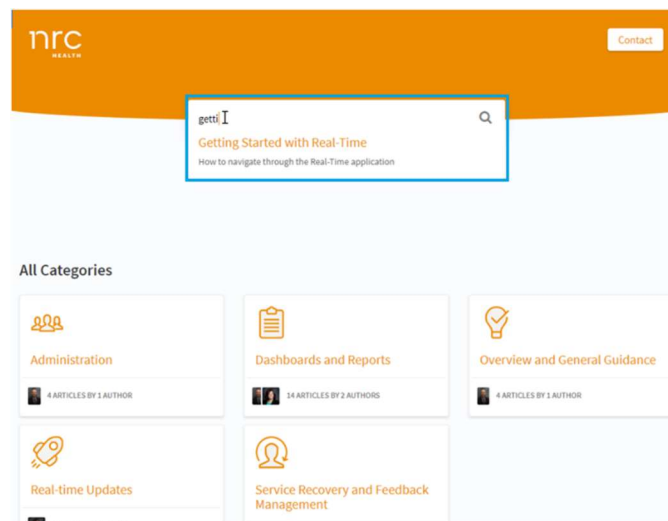 nrc
HEALTH
Contact
getti
Getting Started with Real-Time
How to navigate through the Real-Time application
All Categories
Administration
4 ARTICLES BY 1 AUTHOR
Dashboards and Reports
14 ARTICLES BY 2 AUTHORS
Overview and General Guidance
4 ARTICLES BY 1 AUTHOR
Real-time Updates
Service Recovery and Feedback
Management